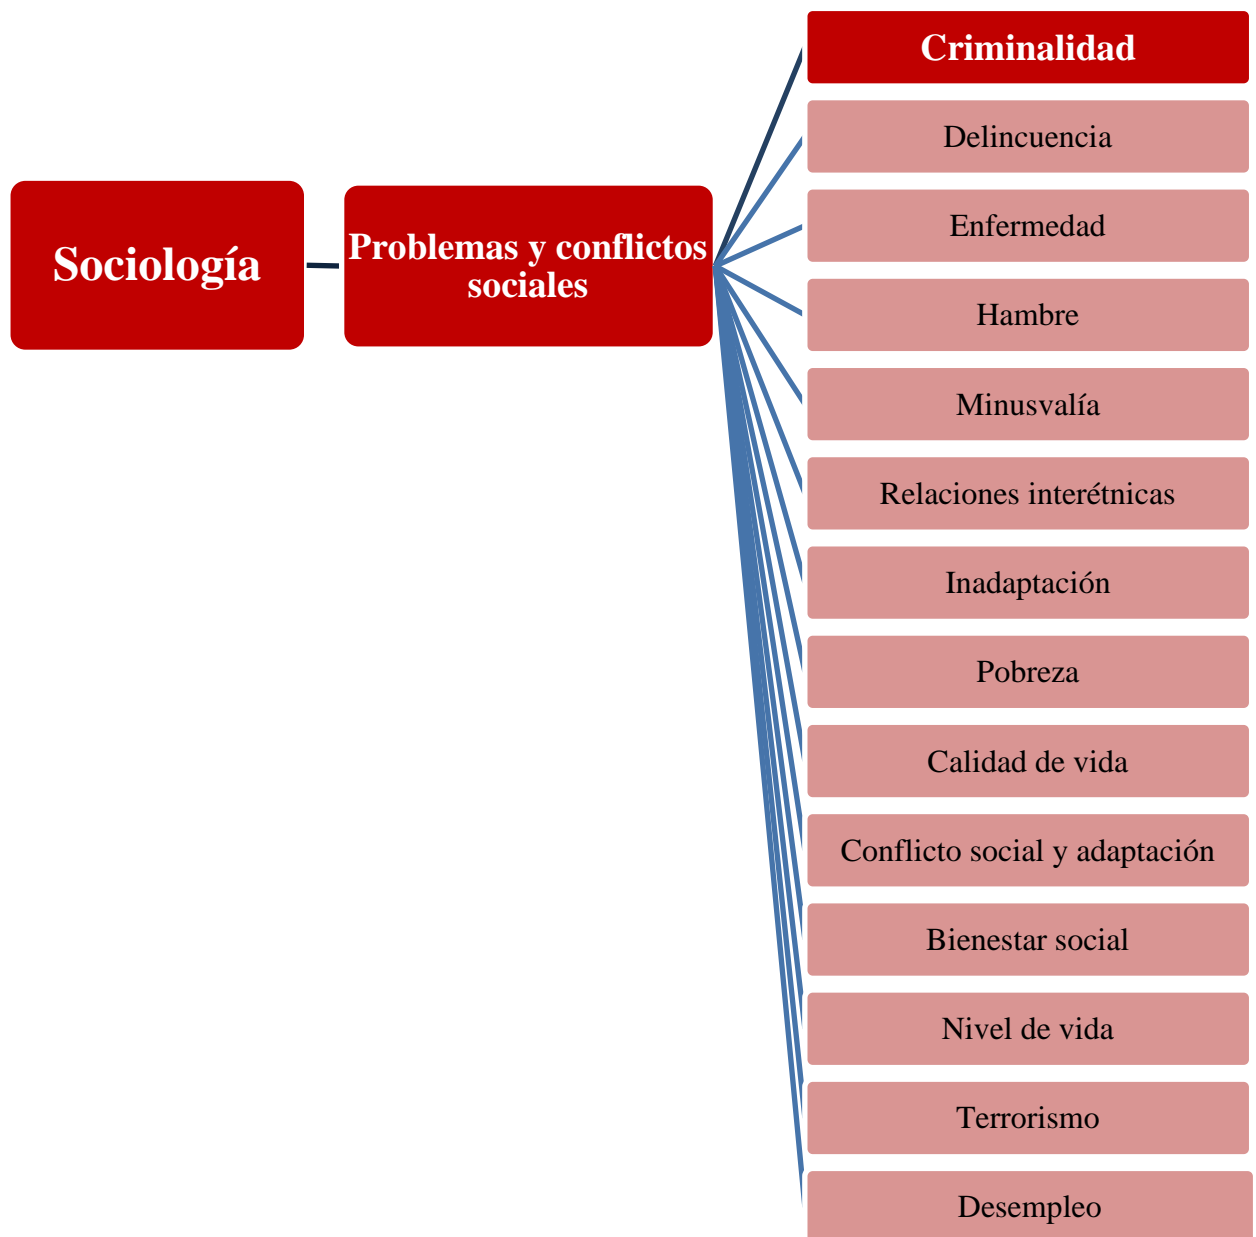 Sociología
Problemas y conflictos
sociales
Criminalidad
Delincuencia
Enfermedad
Hambre
Minusvalía
Relaciones interétnicas
Inadaptación
Pobreza
Calidad de vida
Conflicto social y adaptación
Bienestar social
Nivel de vida
Terrorismo
Desempleo